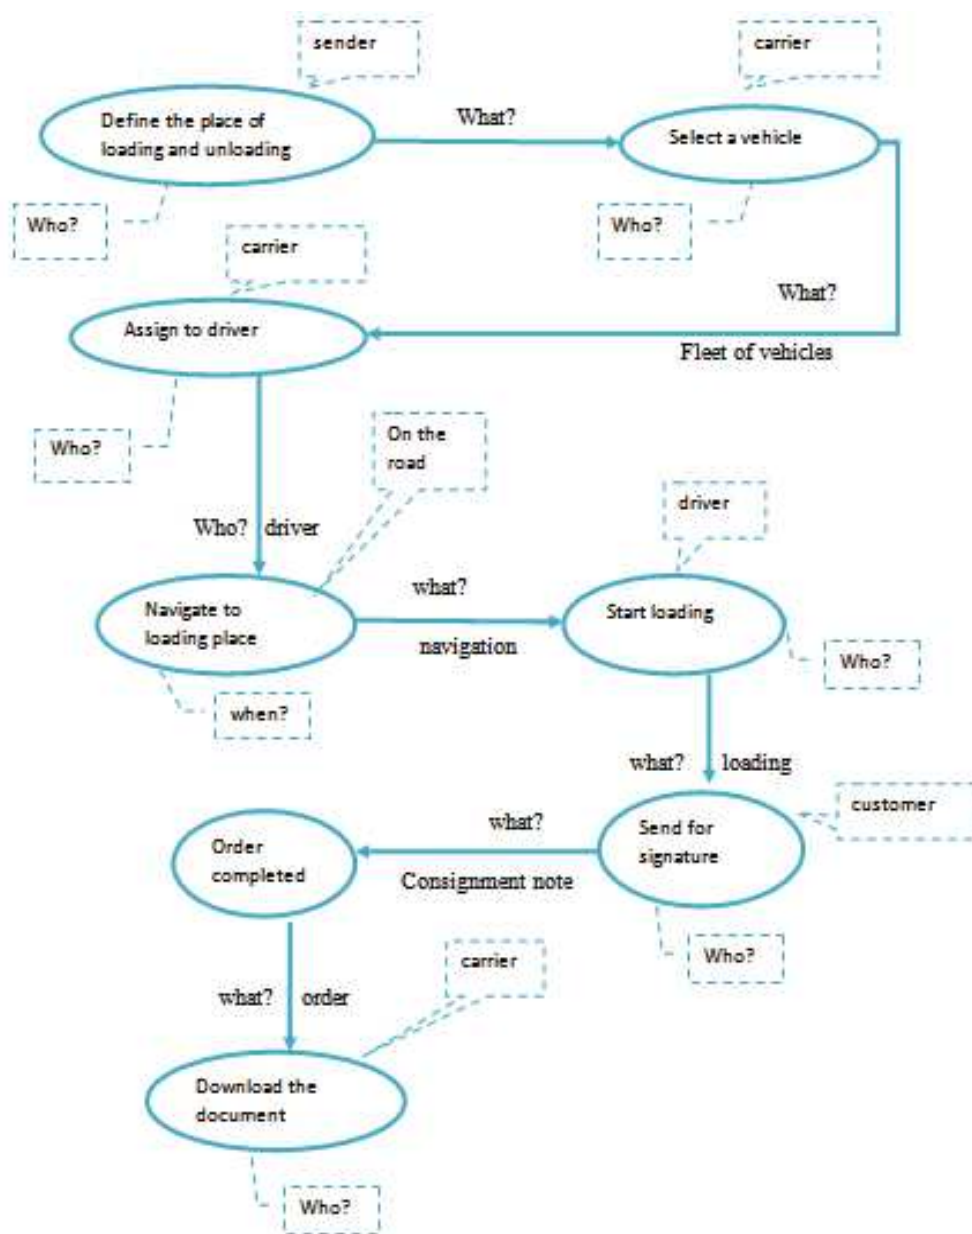 sender
carrier
Define the place of
loading and unloading
What?
Select a vehicle
Who?
Who?
carrier
What?
Assign to driver
Fleet of vehicles
Who?
On the
road
driver
Who? driver
what?
Navigate to
loading place
Start loading
navigation
Who?
when?
what? loading
customer
what?
Order
completed
Send for
signature
Consignment note
carrier
Who?
what? order
Download the
document
Who?